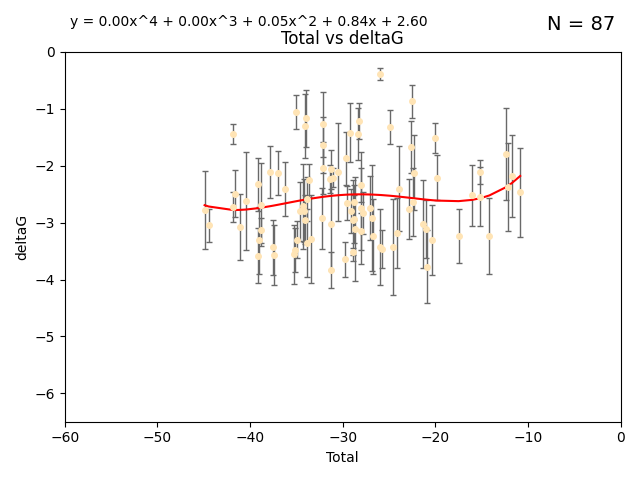 y = 0.00x^4 + 0.00x^3 + 0.05x^2 + 0.84x + 2.60
N = 87
Total vs deltaG
0
−1
−2
−3
−4
−5
−6
deltaG
−60 −50 −40 −30 −20 −10 0
Total